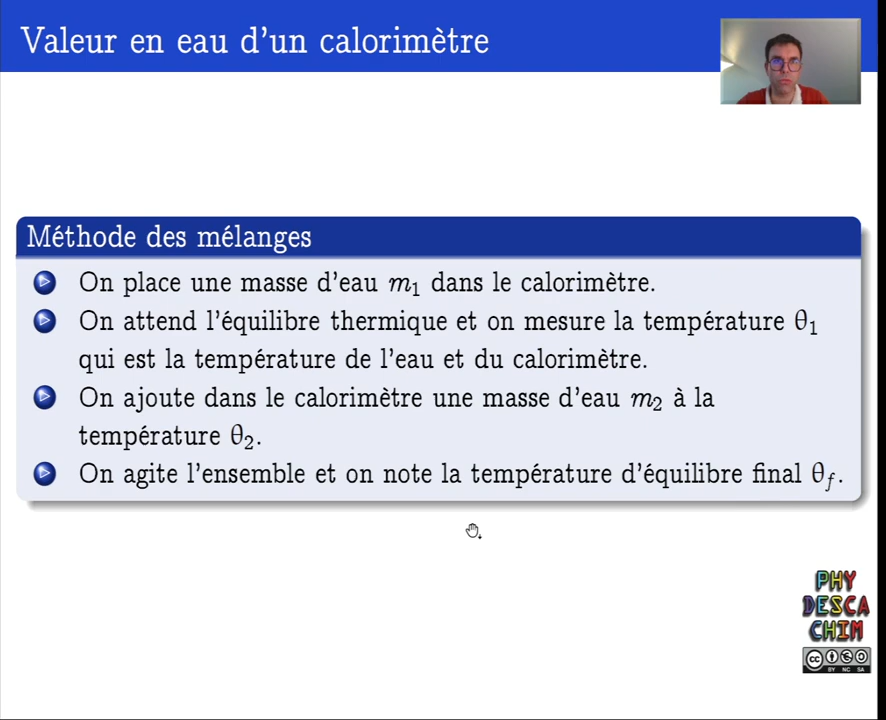 Valeur en eau d'un calorimètre
Méthode des mélanges
On place une masse d'eau m₁ dans le calorimètre.
On attend l'équilibre thermique et on mesure la température θ₁
qui est la température de l'eau et du calorimètre.
On ajoute dans le calorimètre une masse d'eau m₂ à la
température θ₂.
On agite l'ensemble et on note la température d'équilibre final θf.
PHY
DESCA
CHIM
cc
BY NC SA